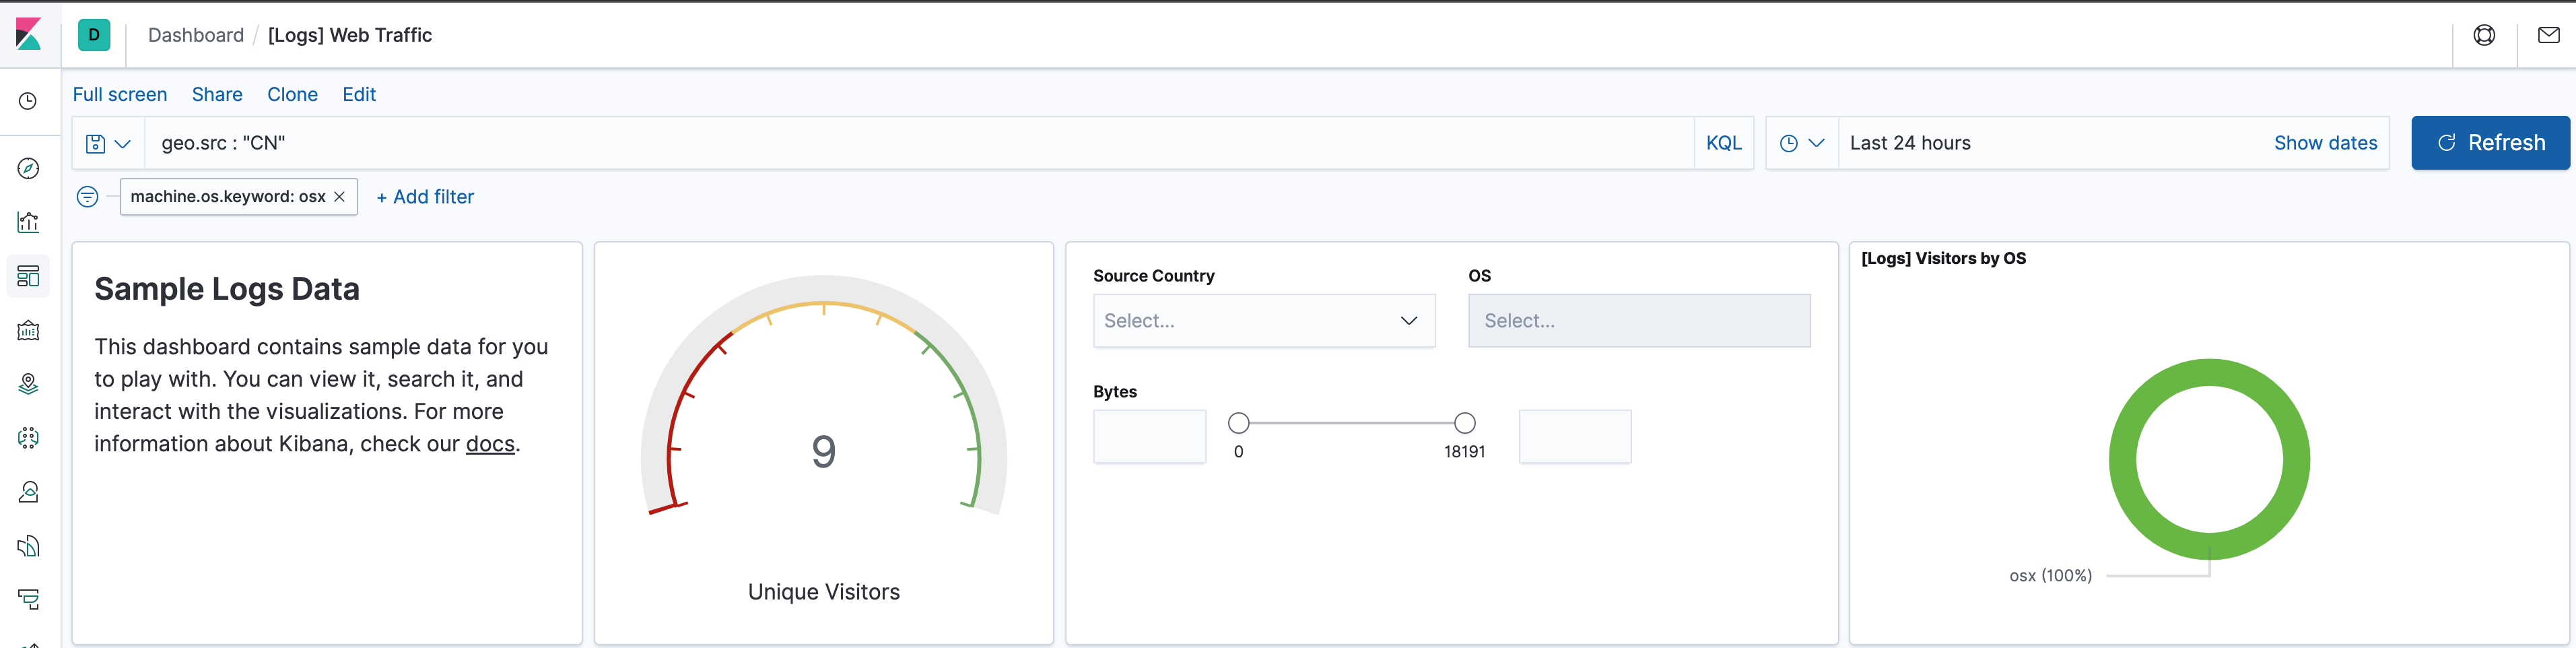 D
Dashboard / [Logs] Web Traffic
Full screen Share Clone Edit
geo.src : "CN" KQL Last 24 hours Show dates Refresh
machine.os.keyword: osx × + Add filter
Sample Logs Data
This dashboard contains sample data for you
to play with. You can view it, search it, and
interact with the visualizations. For more
information about Kibana, check our docs.
9
Unique Visitors
Source Country
Select...
OS
Select...
Bytes
0
18191
[Logs] Visitors by OS
osx (100%)